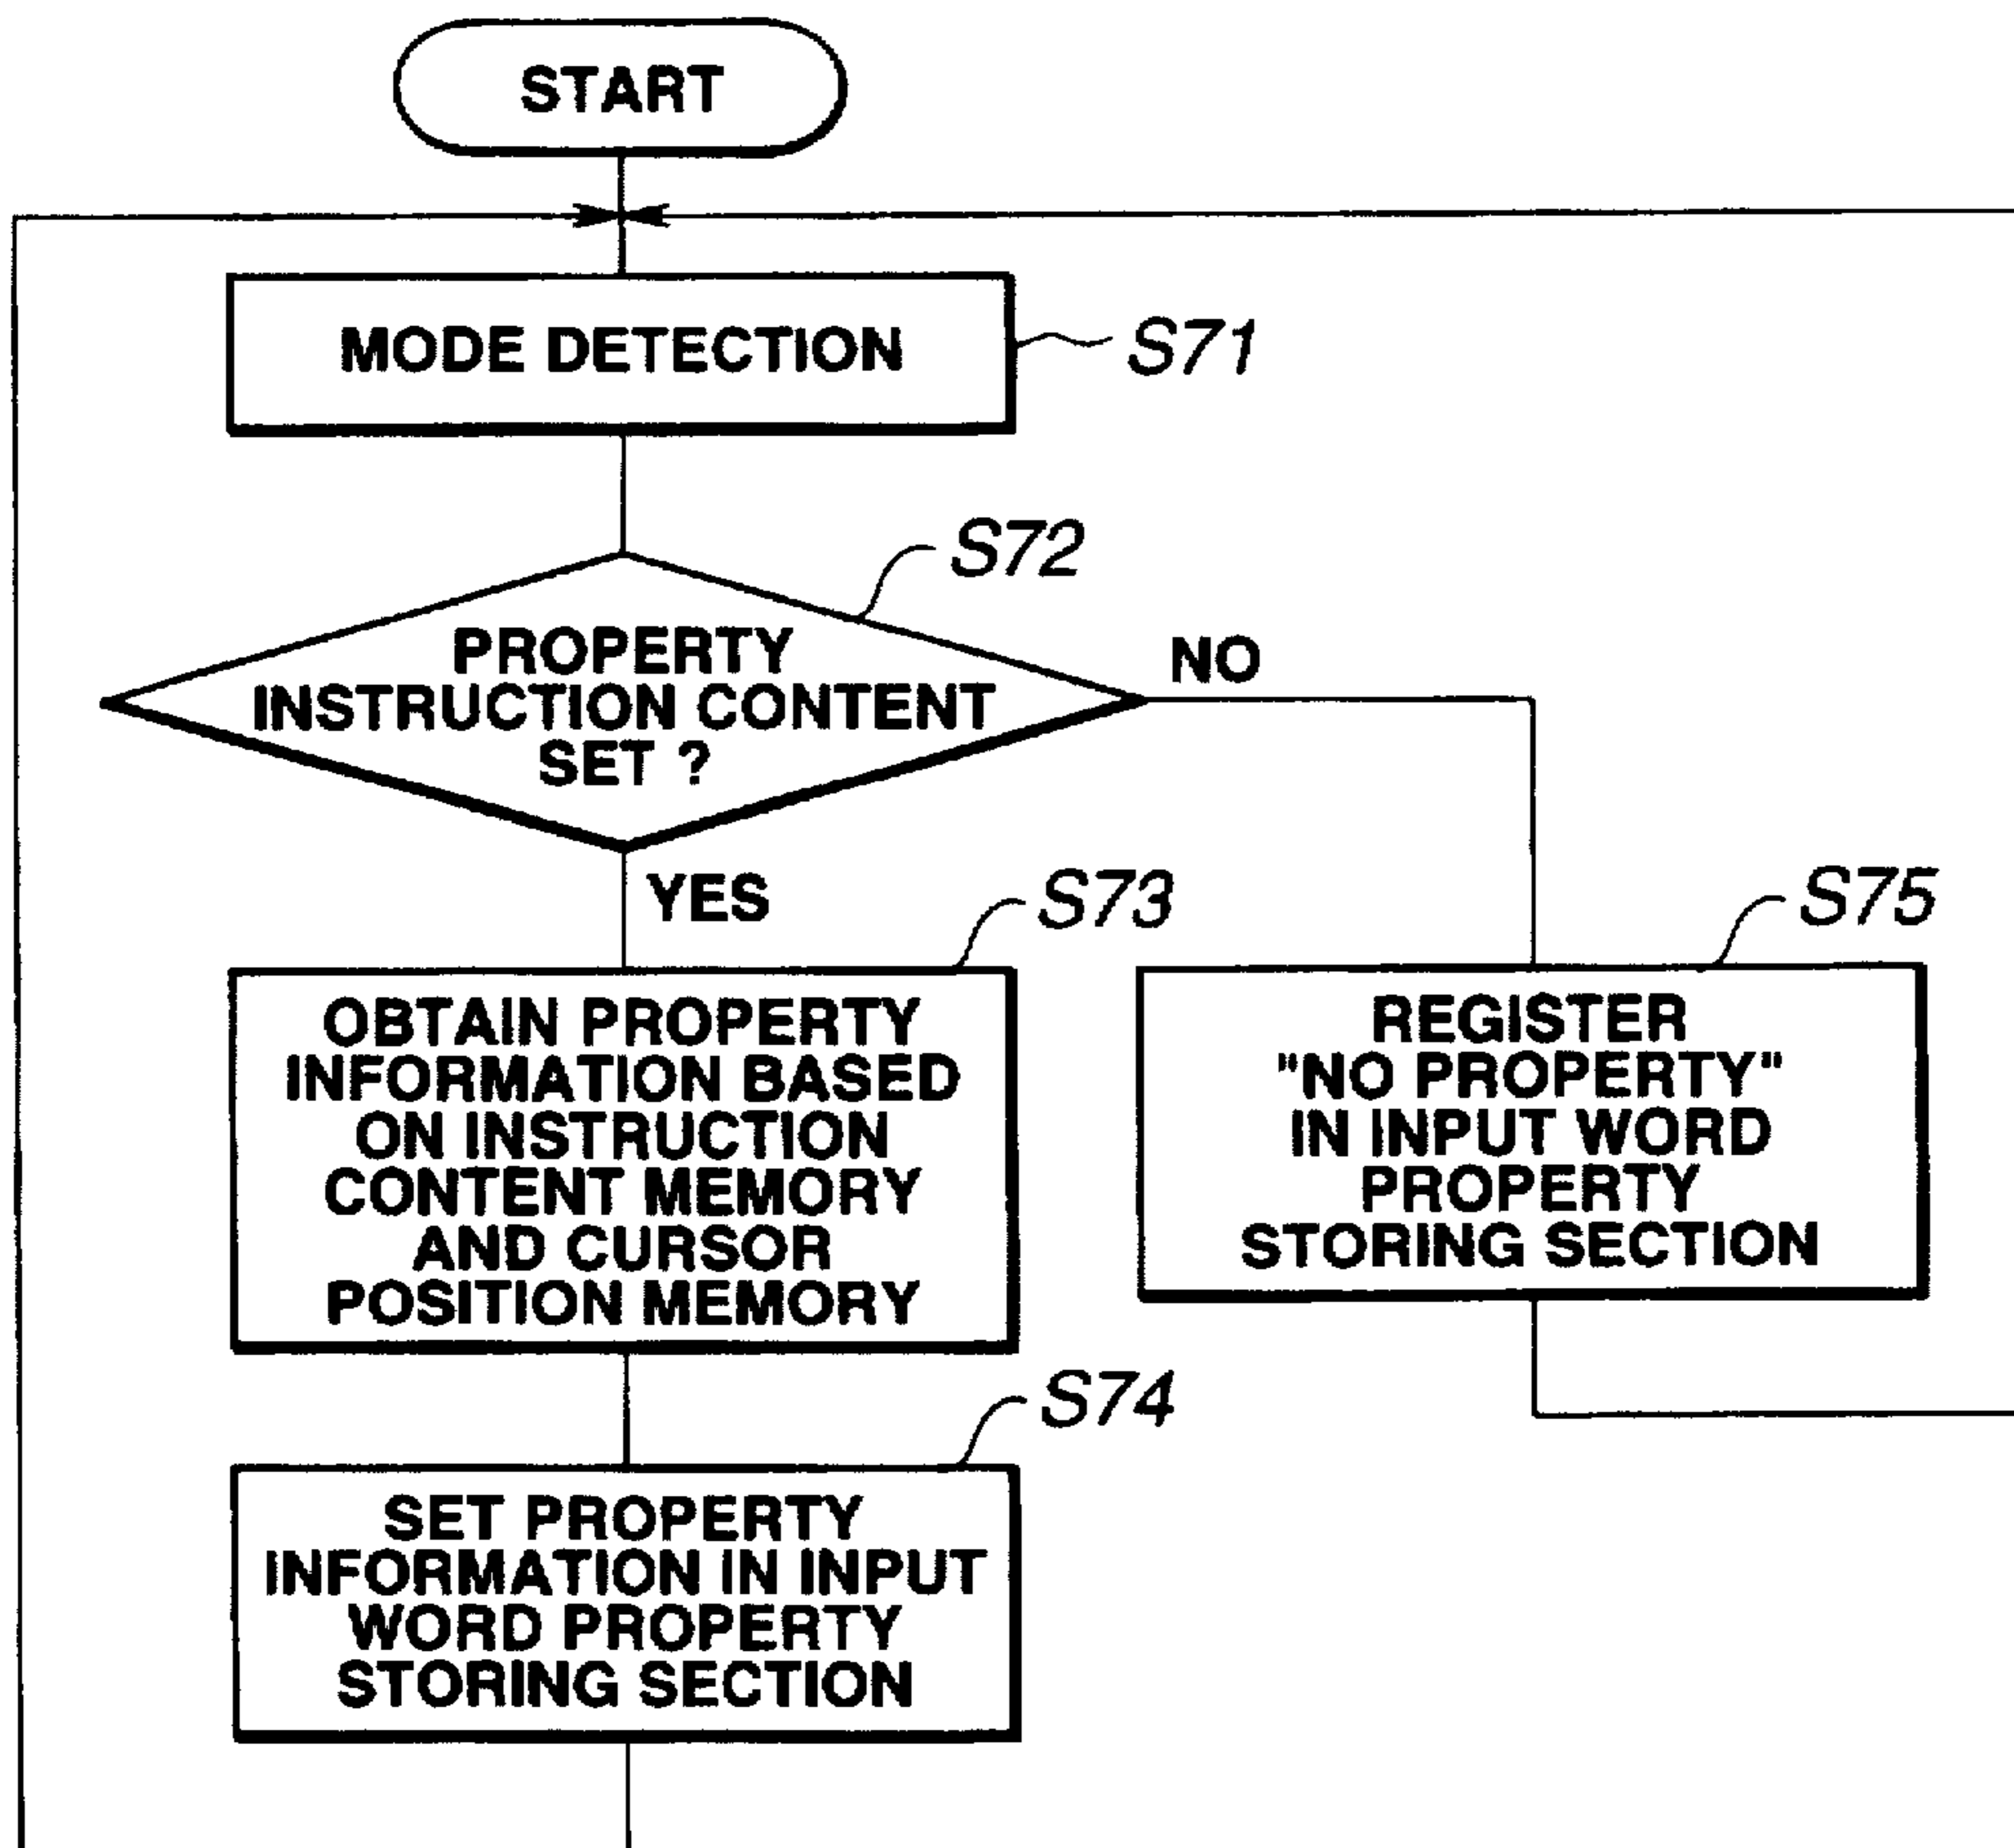 START
MODE DETECTION
S71
S72
PROPERTY
INSTRUCTION CONTENT
SET ?
NO
YES
S73
OBTAIN PROPERTY
INFORMATION BASED
ON INSTRUCTION
CONTENT MEMORY
AND CURSOR
POSITION MEMORY
S75
REGISTER
"NO PROPERTY"
IN INPUT WORD
PROPERTY
STORING SECTION
S74
SET PROPERTY
INFORMATION IN INPUT
WORD PROPERTY
STORING SECTION